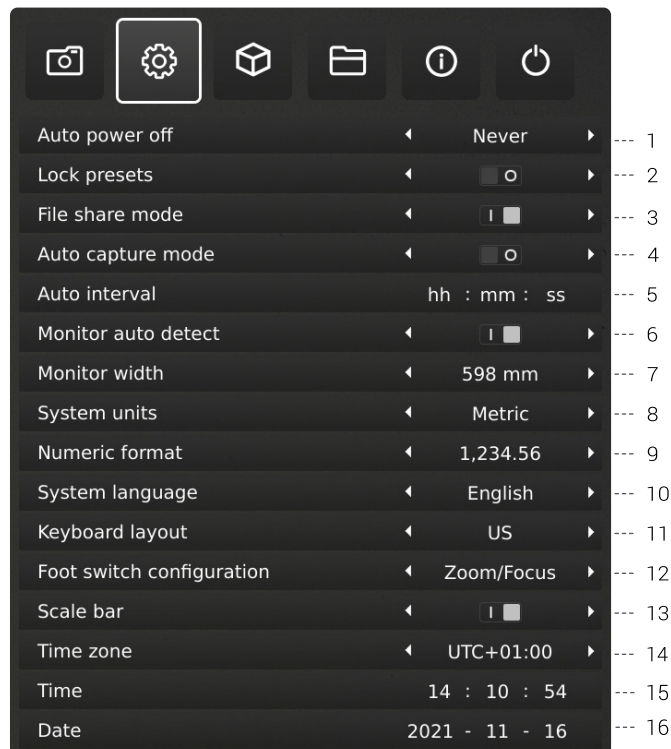 Auto power off Never --- 1
Lock presets O --- 2
File share mode I --- 3
Auto capture mode O --- 4
Auto interval hh : mm : ss --- 5
Monitor auto detect I --- 6
Monitor width 598 mm --- 7
System units Metric --- 8
Numeric format 1,234.56 --- 9
System language English --- 10
Keyboard layout US --- 11
Foot switch configuration Zoom/Focus --- 12
Scale bar I --- 13
Time zone UTC+01:00 --- 14
Time 14 : 10 : 54 --- 15
Date 2021 - 11 - 16 --- 16